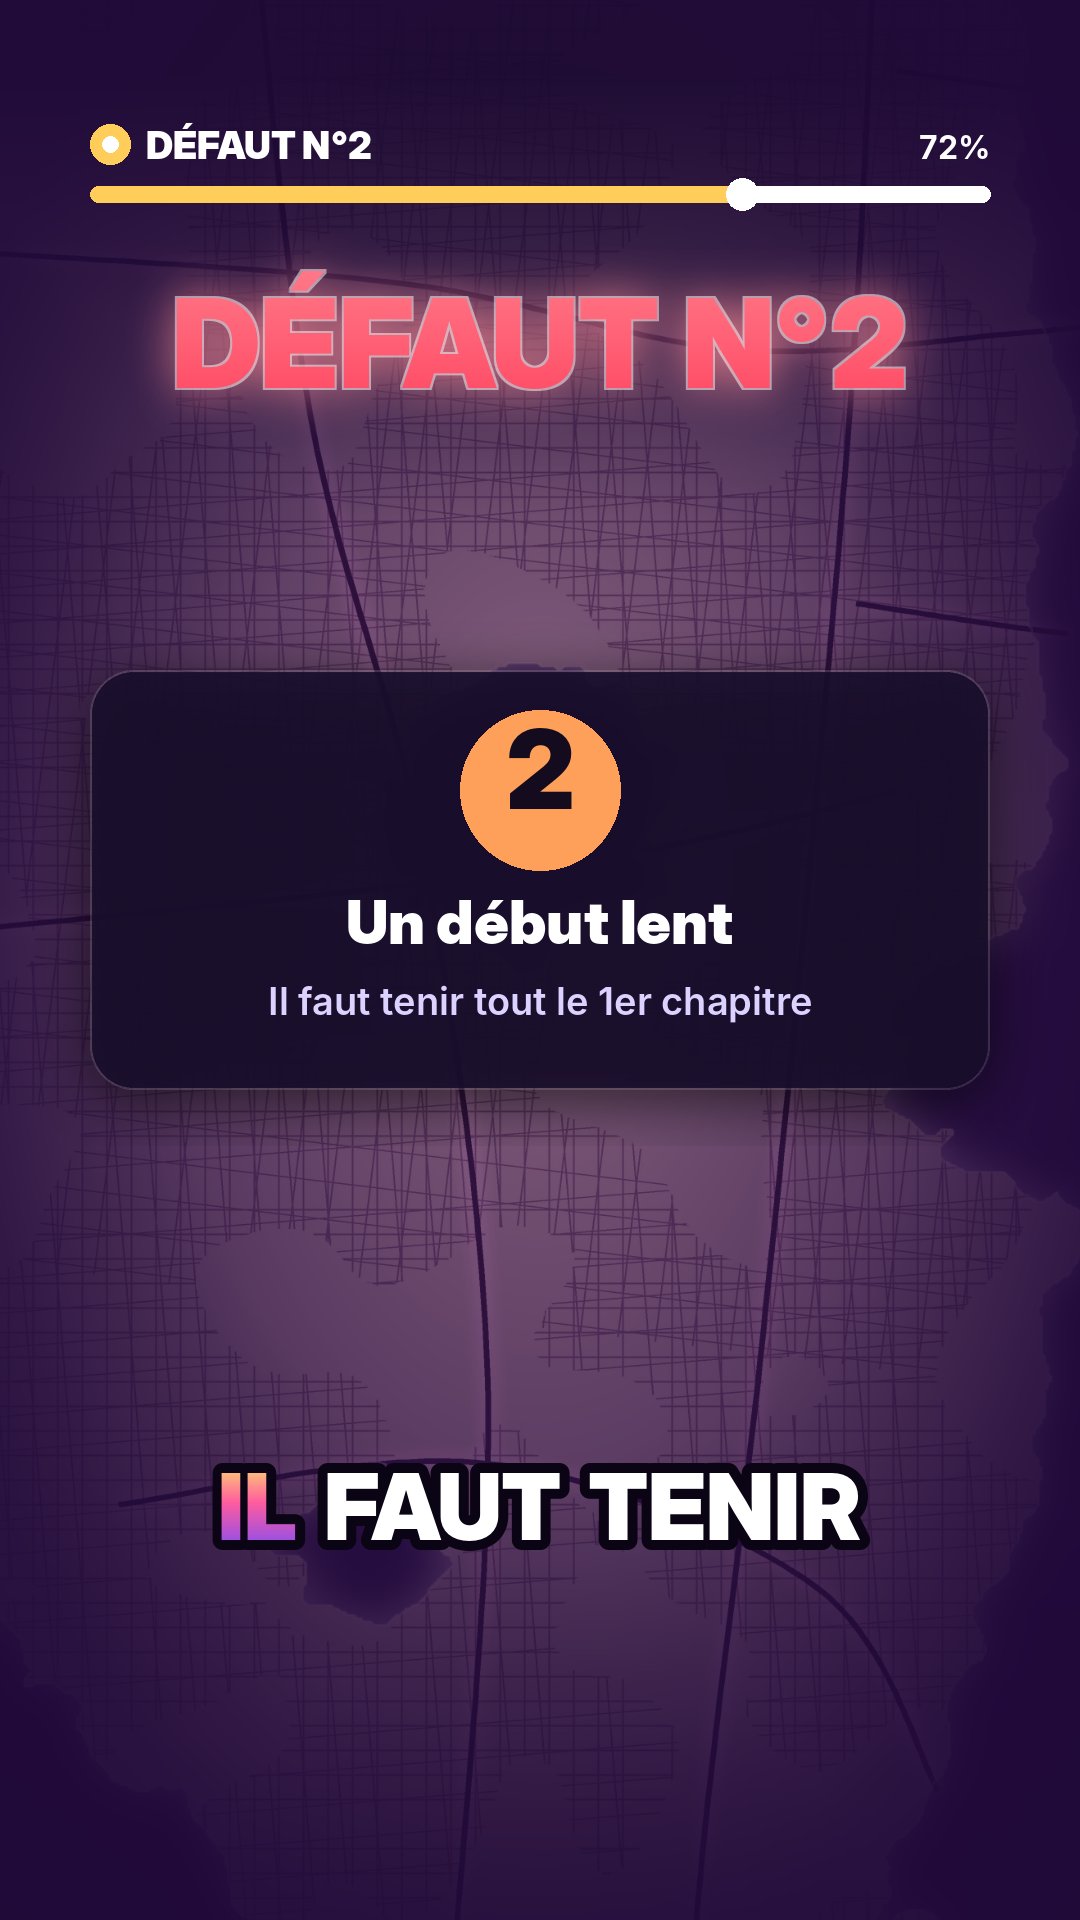 DÉFAUT N°2
72%
DÉFAUT N°2
2
Un début lent
Il faut tenir tout le 1er chapitre
IL FAUT TENIR